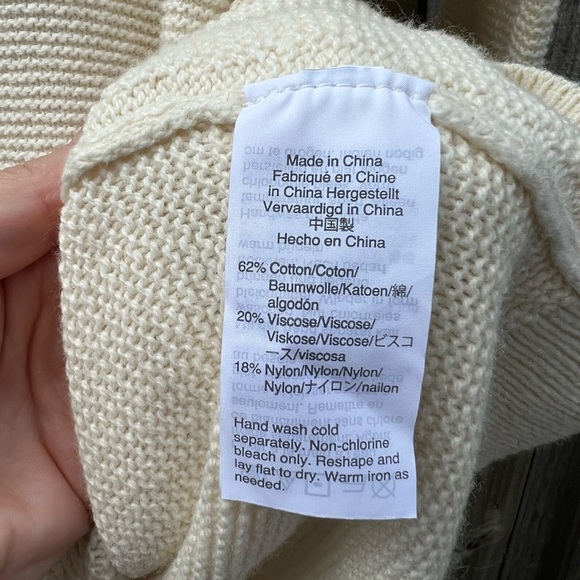 Made in China
Fabriqué en Chine
in China Hergestellt
Vervaardigd in China
中国製
Hecho en China
62% Cotton/Coton/
Baumwolle/Katoen/綿/
algodón
20% Viscose/Viscose/
Viskose/Viscose/ビスコ
ース/viscosa
18% Nylon/Nylon/Nylon/
Nylon/ナイロン/nailon
Hand wash cold
separately. Non-chlorine
bleach only. Reshape and
lay flat to dry. Warm iron as
needed.